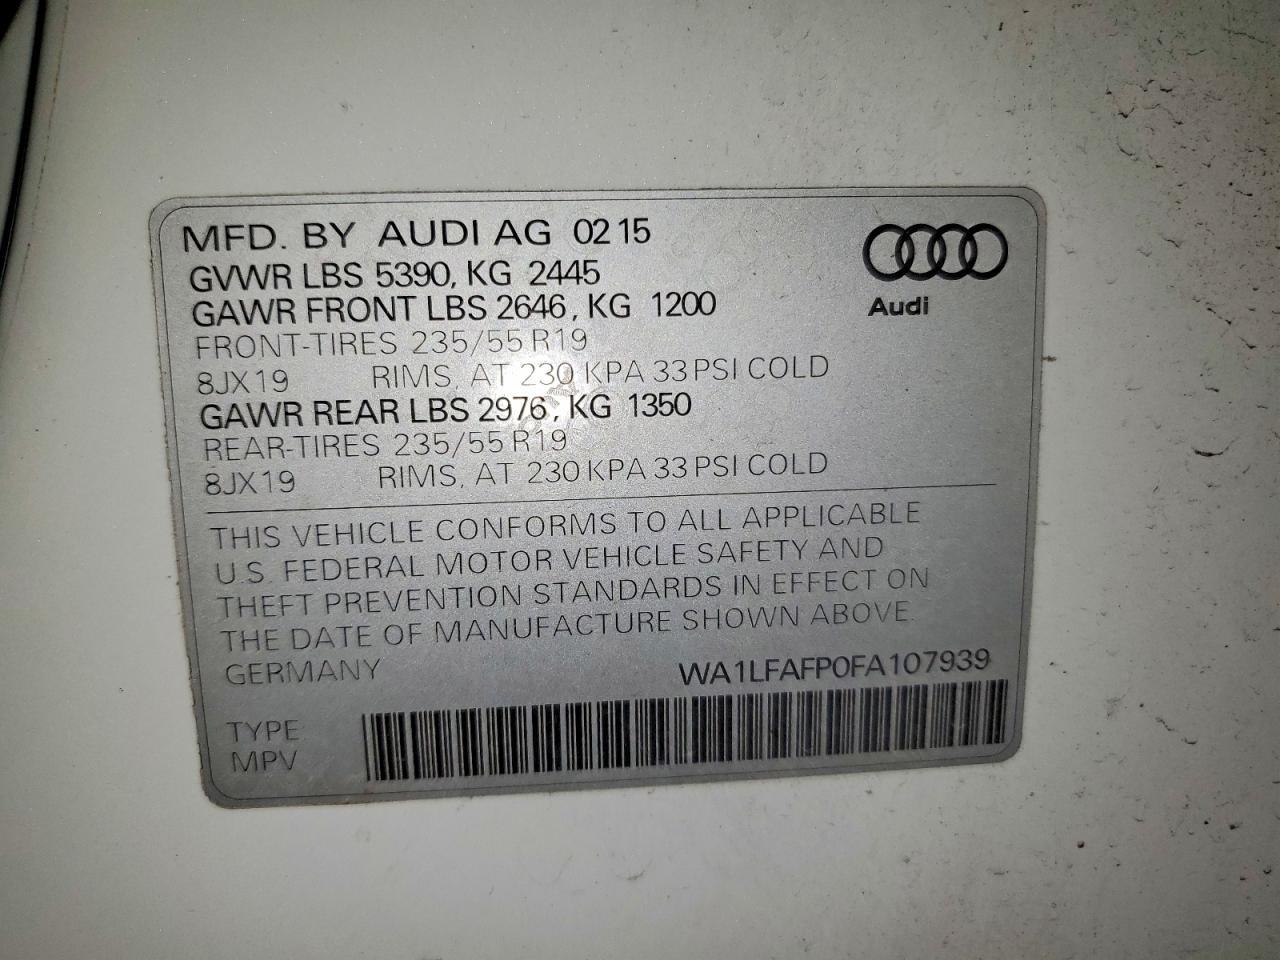 MFD. BY AUDI AG 02 15
GVWR LBS 5390, KG 2445
GAWR FRONT LBS 2646, KG 1200
FRONT-TIRES 235/55 R19
8JX19 RIMS, AT 230 KPA 33 PSI COLD
GAWR REAR LBS 2976, KG 1350
REAR-TIRES 235/55 R19
8JX19 RIMS, AT 230 KPA 33 PSI COLD
Audi
THIS VEHICLE CONFORMS TO ALL APPLICABLE
U.S. FEDERAL MOTOR VEHICLE SAFETY AND
THEFT PREVENTION STANDARDS IN EFFECT ON
THE DATE OF MANUFACTURE SHOWN ABOVE.
GERMANY WA1LFAFP0FA107939
TYPE
MPV